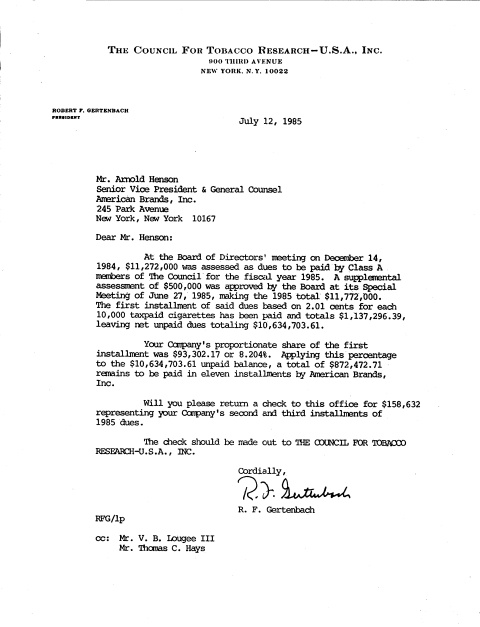 THE COUNCIL FOR TOBACCO RESEARCH—U.S.A., INC.
900 THIRD AVENUE
NEW YORK, N. Y. 10022
ROBERT F. GERTENBACH
PRESIDENT
July 12, 1985
Mr. Arnold Henson
Senior Vice President & General Counsel
American Brands, Inc.
245 Park Avenue
New York, New York 10167
Dear Mr. Henson:
At the Board of Directors' meeting on December 14,
1984, $11,272,000 was assessed as dues to be paid by Class A
members of The Council for the fiscal year 1985. A supplemental
assessment of $500,000 was approved by the Board at its Special
Meeting of June 27, 1985, making the 1985 total $11,772,000.
The first installment of said dues based on 2.01 cents for each
10,000 taxpaid cigarettes has been paid and totals $1,137,296.39,
leaving net unpaid dues totaling $10,634,703.61.
Your Company's proportionate share of the first
installment was $93,302.17 or 8.204%. Applying this percentage
to the $10,634,703.61 unpaid balance, a total of $872,472.71
remains to be paid in eleven installments by American Brands,
Inc.
Will you please return a check to this office for $158,632
representing your Company's second and third installments of
1985 dues.
The check should be made out to THE COUNCIL FOR TOBACCO
RESEARCH-U.S.A., INC.
Cordially,
R. F. Gertenbach
R. F. Gertenbach
RFG/lp
cc: Mr. V. B. Lougee III
Mr. Thomas C. Hays